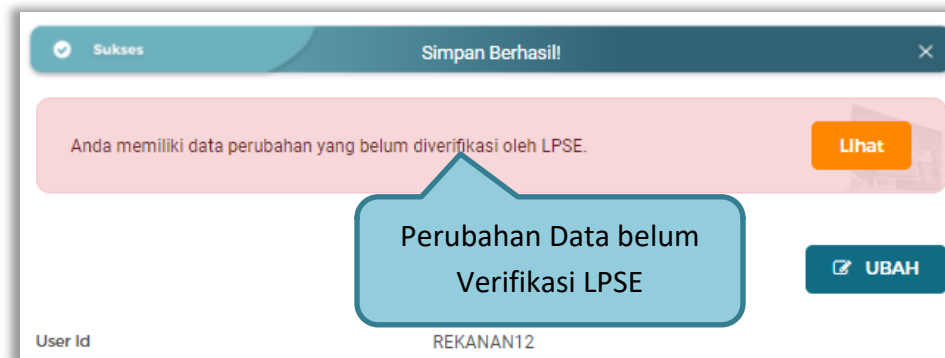 Sukses
Simpan Berhasil!
Anda memiliki data perubahan yang belum diverifikasi oleh LPSE.
Lihat
Perubahan Data belum
Verifikasi LPSE
UBAH
User Id
REKANAN12